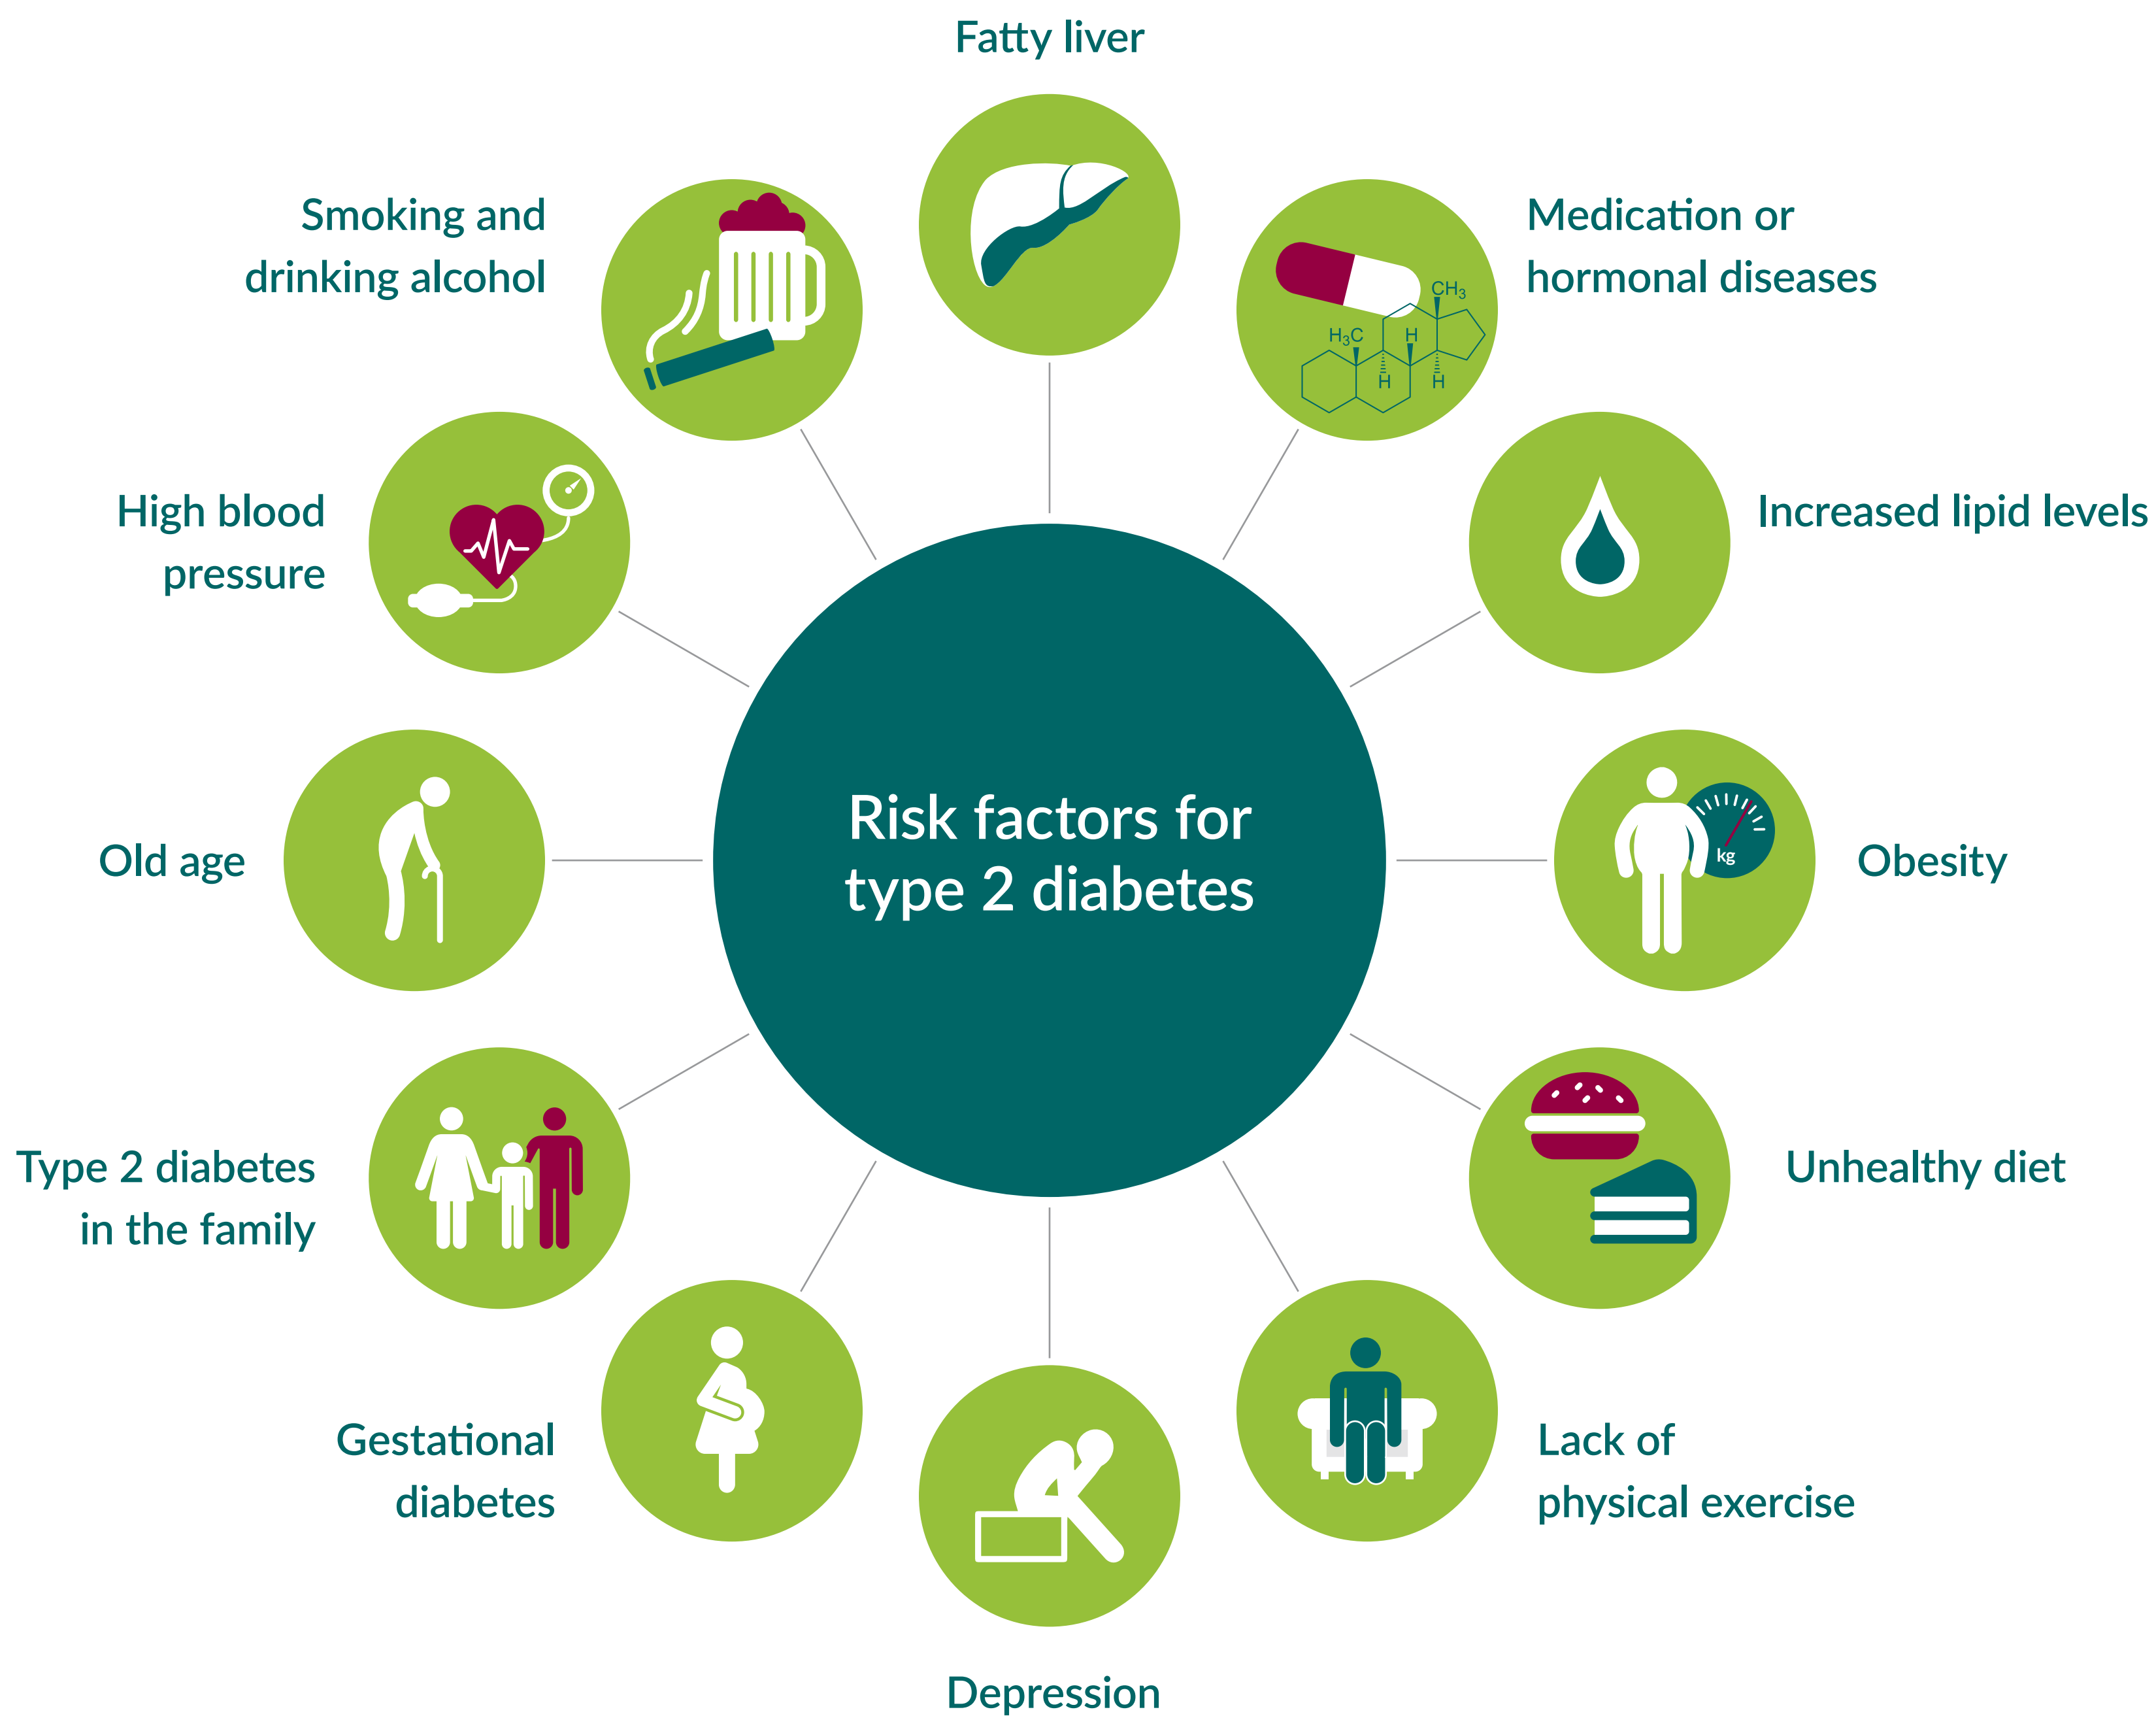 Fatty liver
Smoking and
drinking alcohol
Medication or
hormonal diseases
CH3
H3C
H
H
H
High blood
pressure
Increased lipid levels
Risk factors for
type 2 diabetes
Old age
kg
Obesity
Type 2 diabetes
in the family
Unhealthy diet
Gestational
diabetes
Lack of
physical exercise
Depression